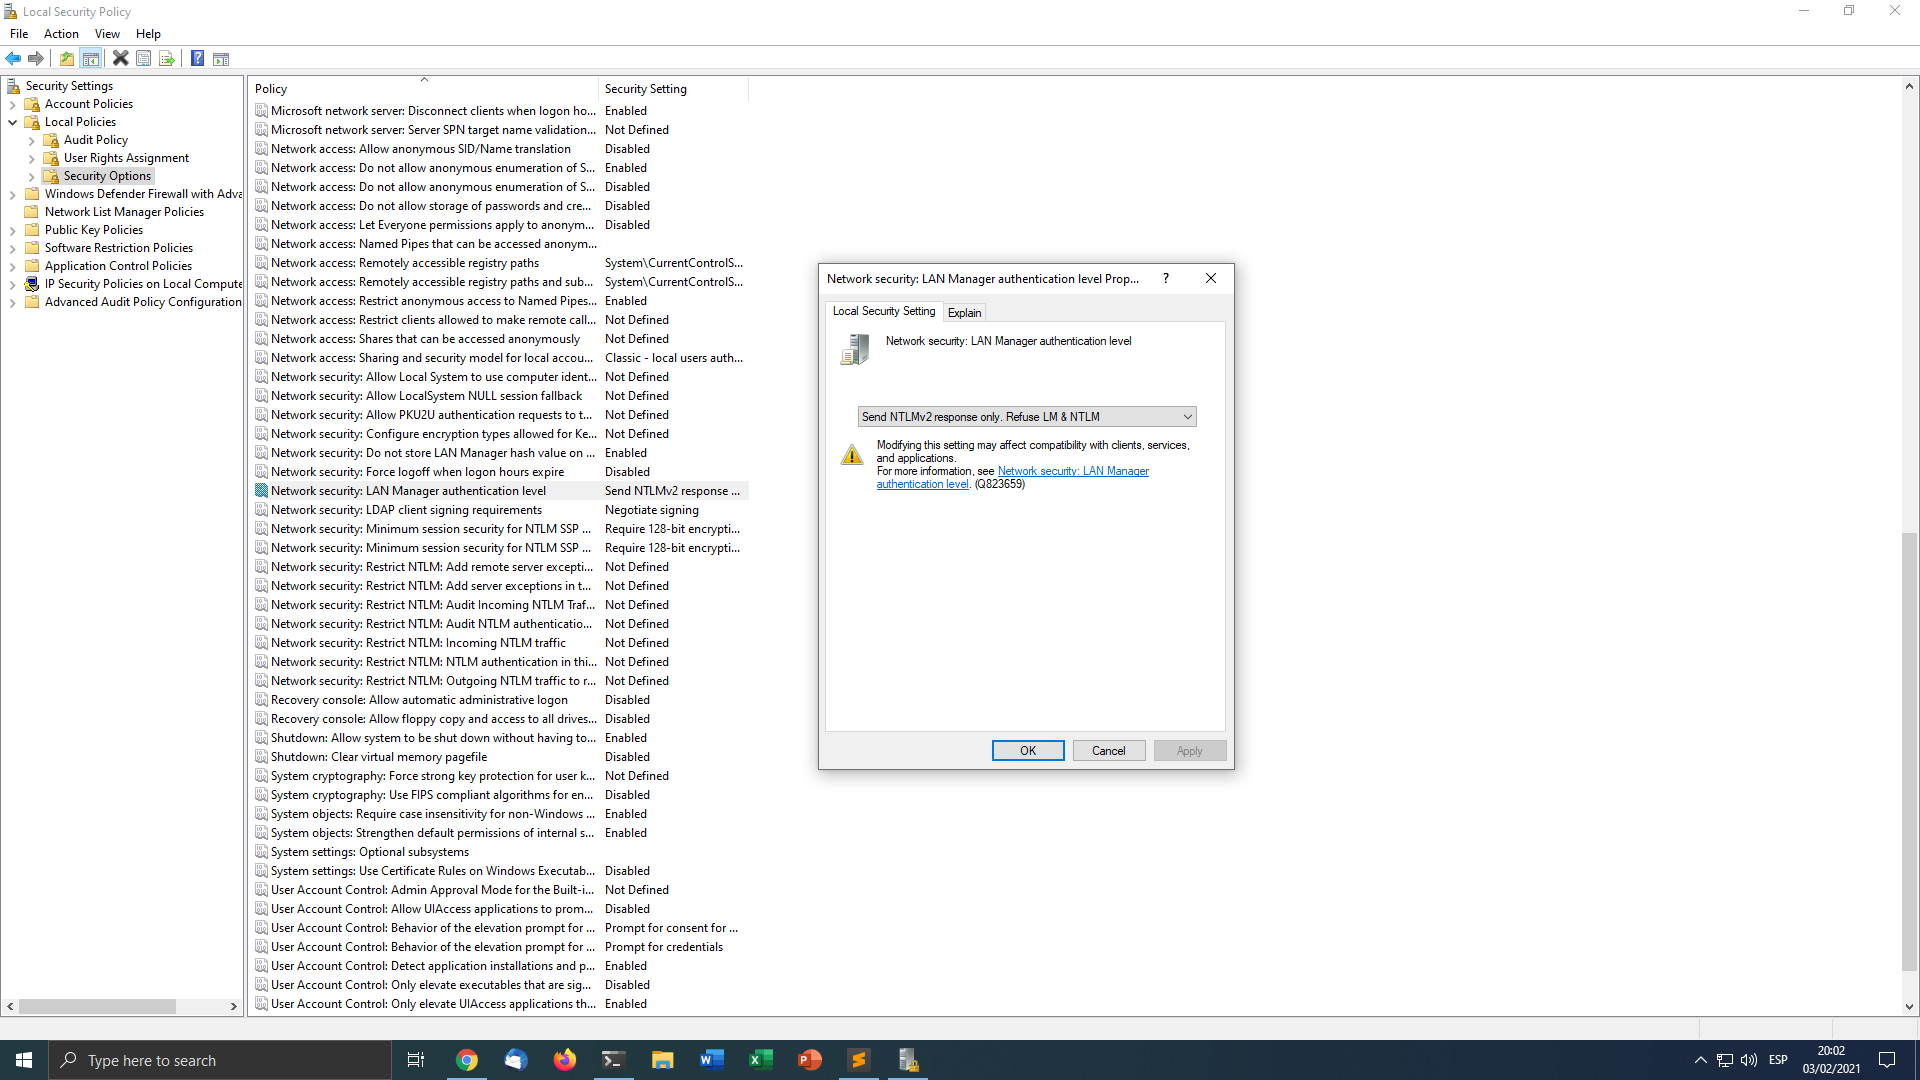 Local Security Policy
File Action View Help
Security Settings
Account Policies
Local Policies
Audit Policy
User Rights Assignment
Security Options
Windows Defender Firewall with Adva
Network List Manager Policies
Public Key Policies
Software Restriction Policies
Application Control Policies
IP Security Policies on Local Compute
Advanced Audit Policy Configuration
Policy Security Setting
Microsoft network server: Disconnect clients when logon ho... Enabled
Microsoft network server: Server SPN target name validation... Not Defined
Network access: Allow anonymous SID/Name translation Disabled
Network access: Do not allow anonymous enumeration of S... Enabled
Network access: Do not allow anonymous enumeration of S... Disabled
Network access: Do not allow storage of passwords and cre... Disabled
Network access: Let Everyone permissions apply to anonym... Disabled
Network access: Named Pipes that can be accessed anonym...
Network access: Remotely accessible registry paths System\CurrentControlS...
Network access: Remotely accessible registry paths and sub... System\CurrentControlS...
Network access: Restrict anonymous access to Named Pipes... Enabled
Network access: Restrict clients allowed to make remote call... Not Defined
Network access: Shares that can be accessed anonymously Not Defined
Network access: Sharing and security model for local accou... Classic - local users auth...
Network security: Allow Local System to use computer ident... Not Defined
Network security: Allow LocalSystem NULL session fallback Not Defined
Network security: Allow PKU2U authentication requests to t... Not Defined
Network security: Configure encryption types allowed for Ke... Not Defined
Network security: Do not store LAN Manager hash value on ... Enabled
Network security: Force logoff when logon hours expire Disabled
Network security: LAN Manager authentication level Send NTLMv2 response ...
Network security: LDAP client signing requirements Negotiate signing
Network security: Minimum session security for NTLM SSP ... Require 128-bit encrypti...
Network security: Minimum session security for NTLM SSP ... Require 128-bit encrypti...
Network security: Restrict NTLM: Add remote server excepti... Not Defined
Network security: Restrict NTLM: Add server exceptions in t... Not Defined
Network security: Restrict NTLM: Audit Incoming NTLM Traf... Not Defined
Network security: Restrict NTLM: Audit NTLM authenticatio... Not Defined
Network security: Restrict NTLM: Incoming NTLM traffic Not Defined
Network security: Restrict NTLM: NTLM authentication in thi... Not Defined
Network security: Restrict NTLM: Outgoing NTLM traffic to r... Not Defined
Recovery console: Allow automatic administrative logon Disabled
Recovery console: Allow floppy copy and access to all drives... Disabled
Shutdown: Allow system to be shut down without having to... Enabled
Shutdown: Clear virtual memory pagefile Disabled
System cryptography: Force strong key protection for user k... Not Defined
System cryptography: Use FIPS compliant algorithms for en... Disabled
System objects: Require case insensitivity for non-Windows ... Enabled
System objects: Strengthen default permissions of internal s... Enabled
System settings: Optional subsystems
System settings: Use Certificate Rules on Windows Executab... Disabled
User Account Control: Admin Approval Mode for the Built-i... Not Defined
User Account Control: Allow UIAccess applications to prom... Disabled
User Account Control: Behavior of the elevation prompt for ... Prompt for consent for ...
User Account Control: Behavior of the elevation prompt for ... Prompt for credentials
User Account Control: Detect application installations and p... Enabled
User Account Control: Only elevate executables that are sig... Disabled
User Account Control: Only elevate UIAccess applications th... Enabled
Network security: LAN Manager authentication level Prop... ?
Local Security Setting Explain
Network security: LAN Manager authentication level
Send NTLMv2 response only. Refuse LM & NTLM
Modifying this setting may affect compatibility with clients, services,
and applications.
For more information, see Network security: LAN Manager
authentication level. (Q823659)
OK Cancel Apply
Type here to search
ESP
20:02
03/02/2021